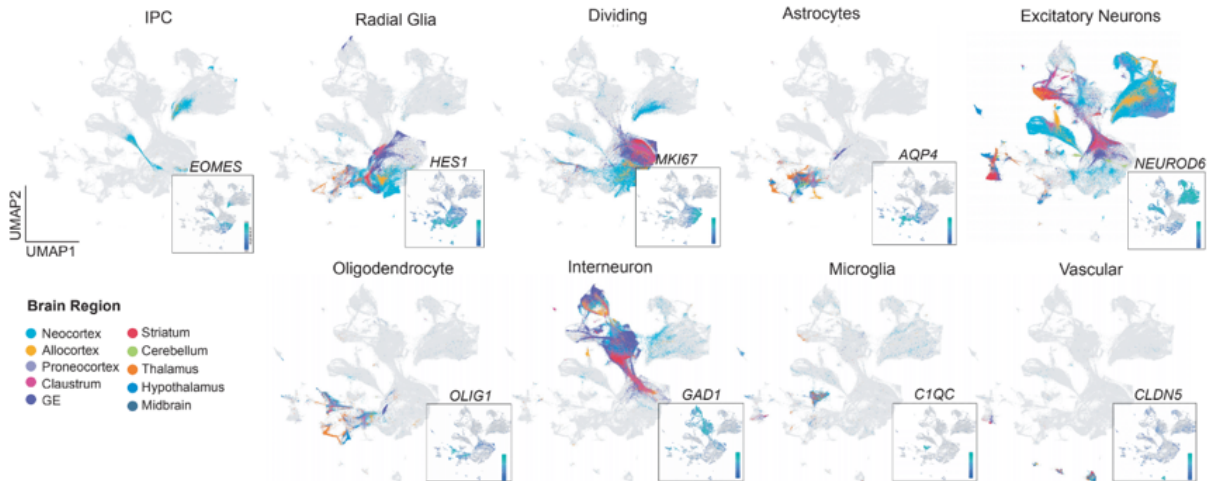 IPC
Radial Glia
Dividing
Astrocytes
Excitatory Neurons
EOMES
HES1
MKI67
AQP4
NEUROD6
UMAP2
UMAP1
Oligodendrocyte
Interneuron
Microglia
Vascular
OLIG1
GAD1
C1QC
CLDN5
Brain Region
Neocortex
Allocortex
Proneocortex
Claustrum
GE
Striatum
Cerebellum
Thalamus
Hypothalamus
Midbrain